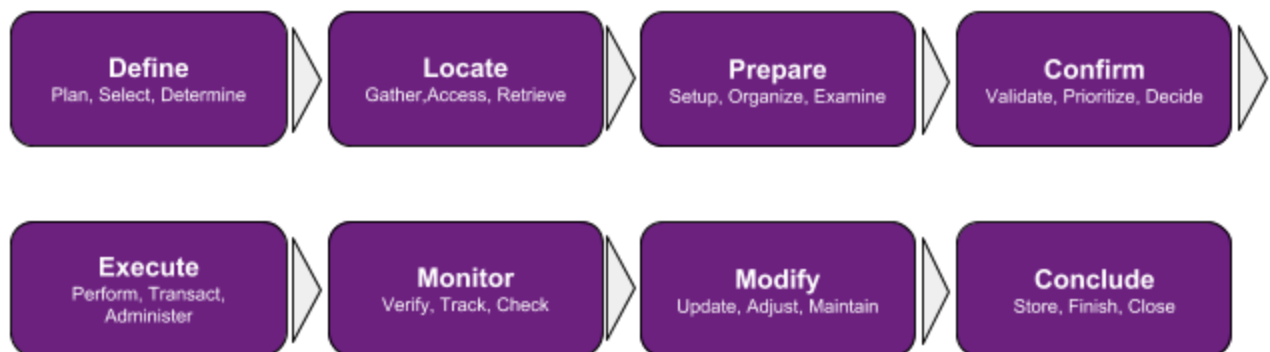 Define
Plan, Select, Determine
Locate
Gather,Access, Retrieve
Prepare
Setup, Organize, Examine
Confirm
Validate, Prioritize, Decide
Execute
Perform, Transact,
Administer
Monitor
Verify, Track, Check
Modify
Update, Adjust, Maintain
Conclude
Store, Finish, Close